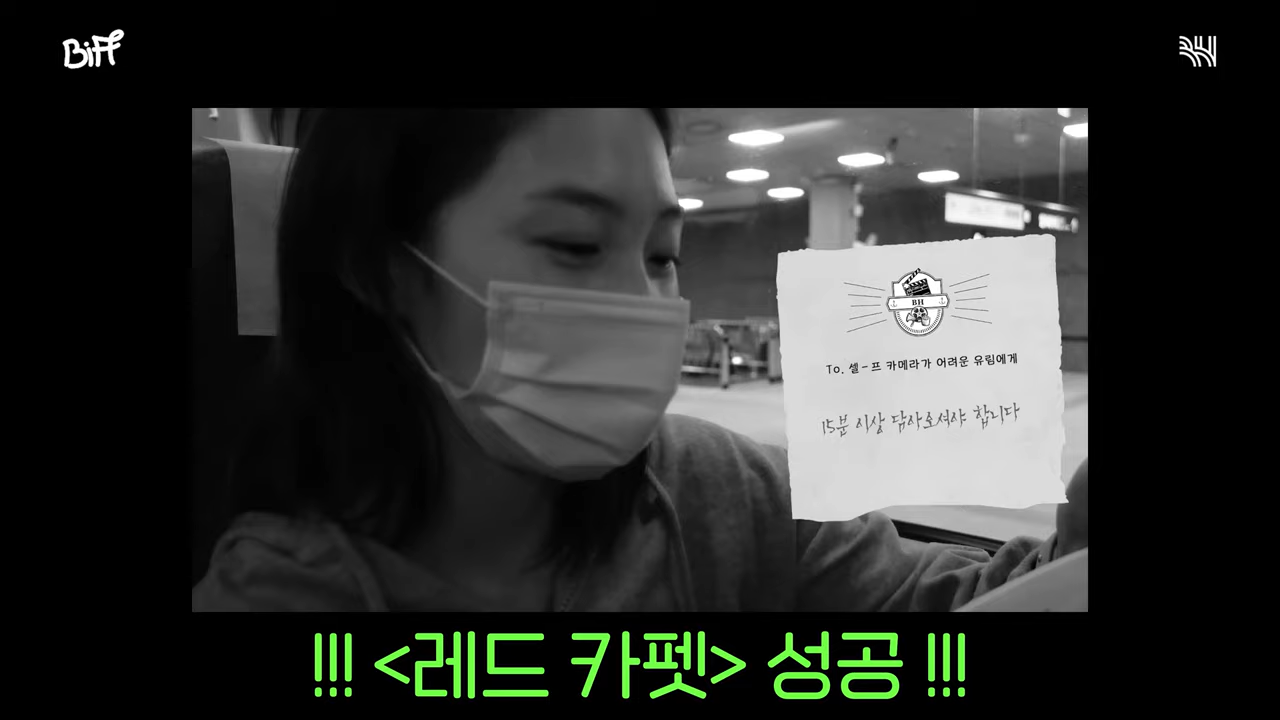 BiFF
BH
To. 셀-프 카메라가 어려운 유림에게
15분 이상 담아오셔야 합니다
!!! <레드 카펫> 성공 !!!